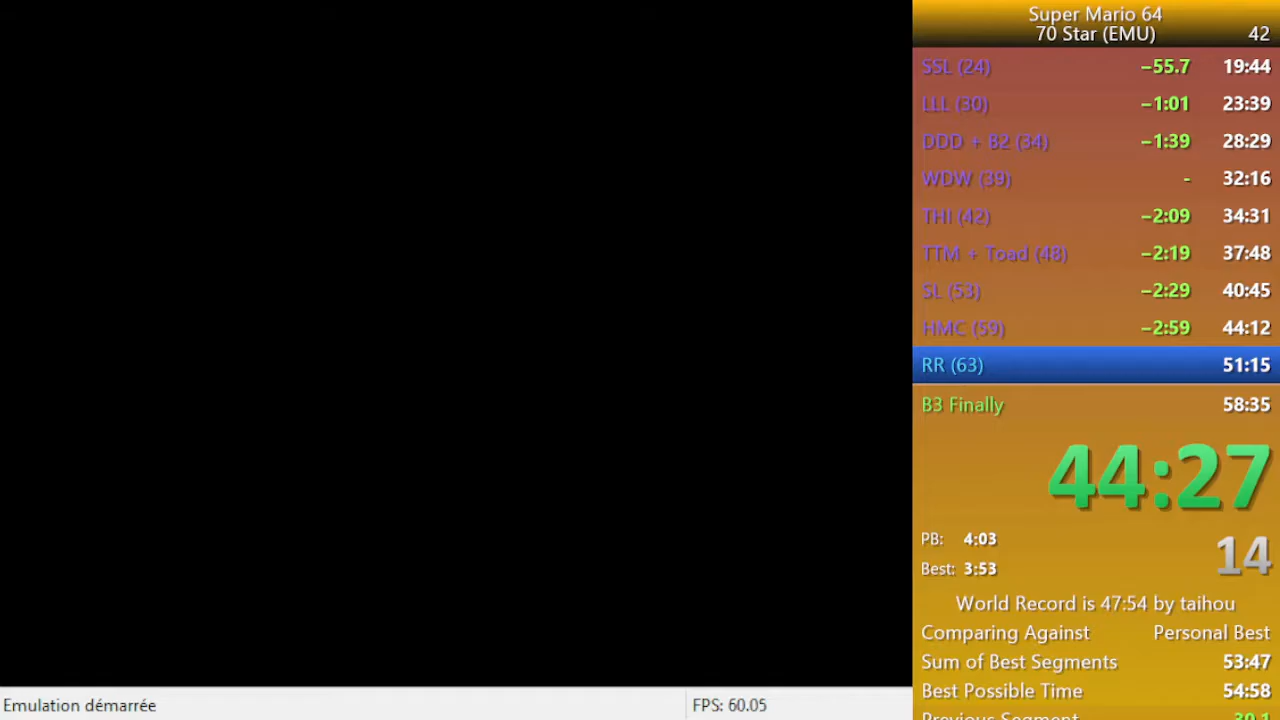 Super Mario 64
70 Star (EMU) 42
SSL (24) −55.7 19:44
LLL (30) −1:01 23:39
DDD + B2 (34) −1:39 28:29
WDW (39) - 32:16
THI (42) −2:09 34:31
TTM + Toad (48) −2:19 37:48
SL (53) −2:29 40:45
HMC (59) −2:59 44:12
RR (63) 51:15
B3 Finally 58:35
44:27
PB: 4:03
14
Best: 3:53
World Record is 47:54 by taihou
Comparing Against Personal Best
Sum of Best Segments 53:47
Best Possible Time 54:58
Previous Segment −30.1
Emulation démarrée FPS: 60.05